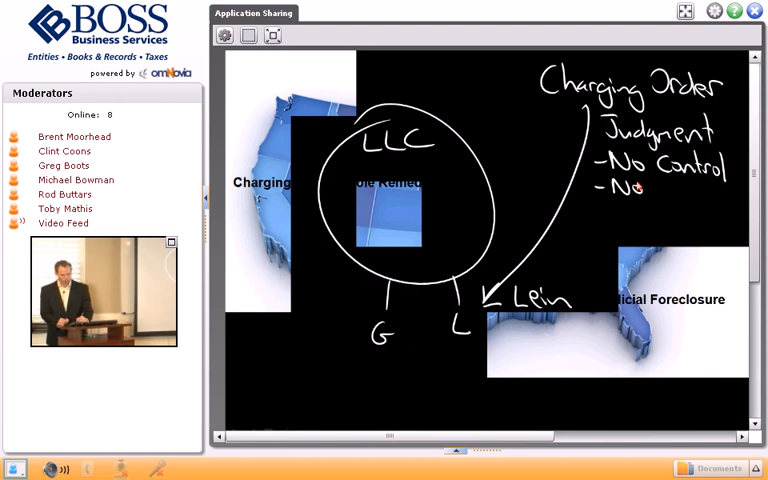 BOSS
Business Services
Entities • Books & Records • Taxes
powered by omNovia
Moderators
Online: 8
Brent Moorhead
Clint Coons
Greg Boots
Michael Bowman
Rod Buttars
Toby Mathis
Video Feed
Application Sharing
Charging Order
Judgment
-No Control
-No
LLC
Charging
ole Remed
Lein
icial Foreclosure
G
L
Documents